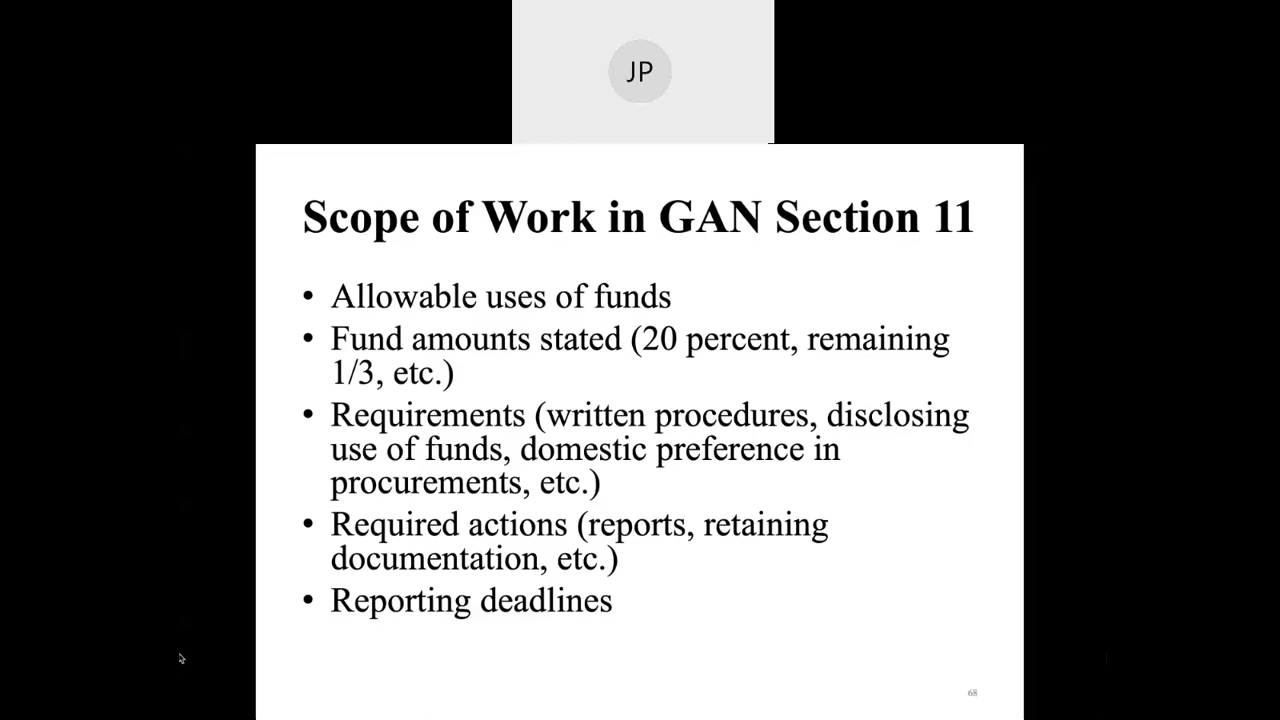 JP
Scope of Work in GAN Section 11
• Allowable uses of funds
• Fund amounts stated (20 percent, remaining
1/3, etc.)
• Requirements (written procedures, disclosing
use of funds, domestic preference in
procurements, etc.)
• Required actions (reports, retaining
documentation, etc.)
• Reporting deadlines
68